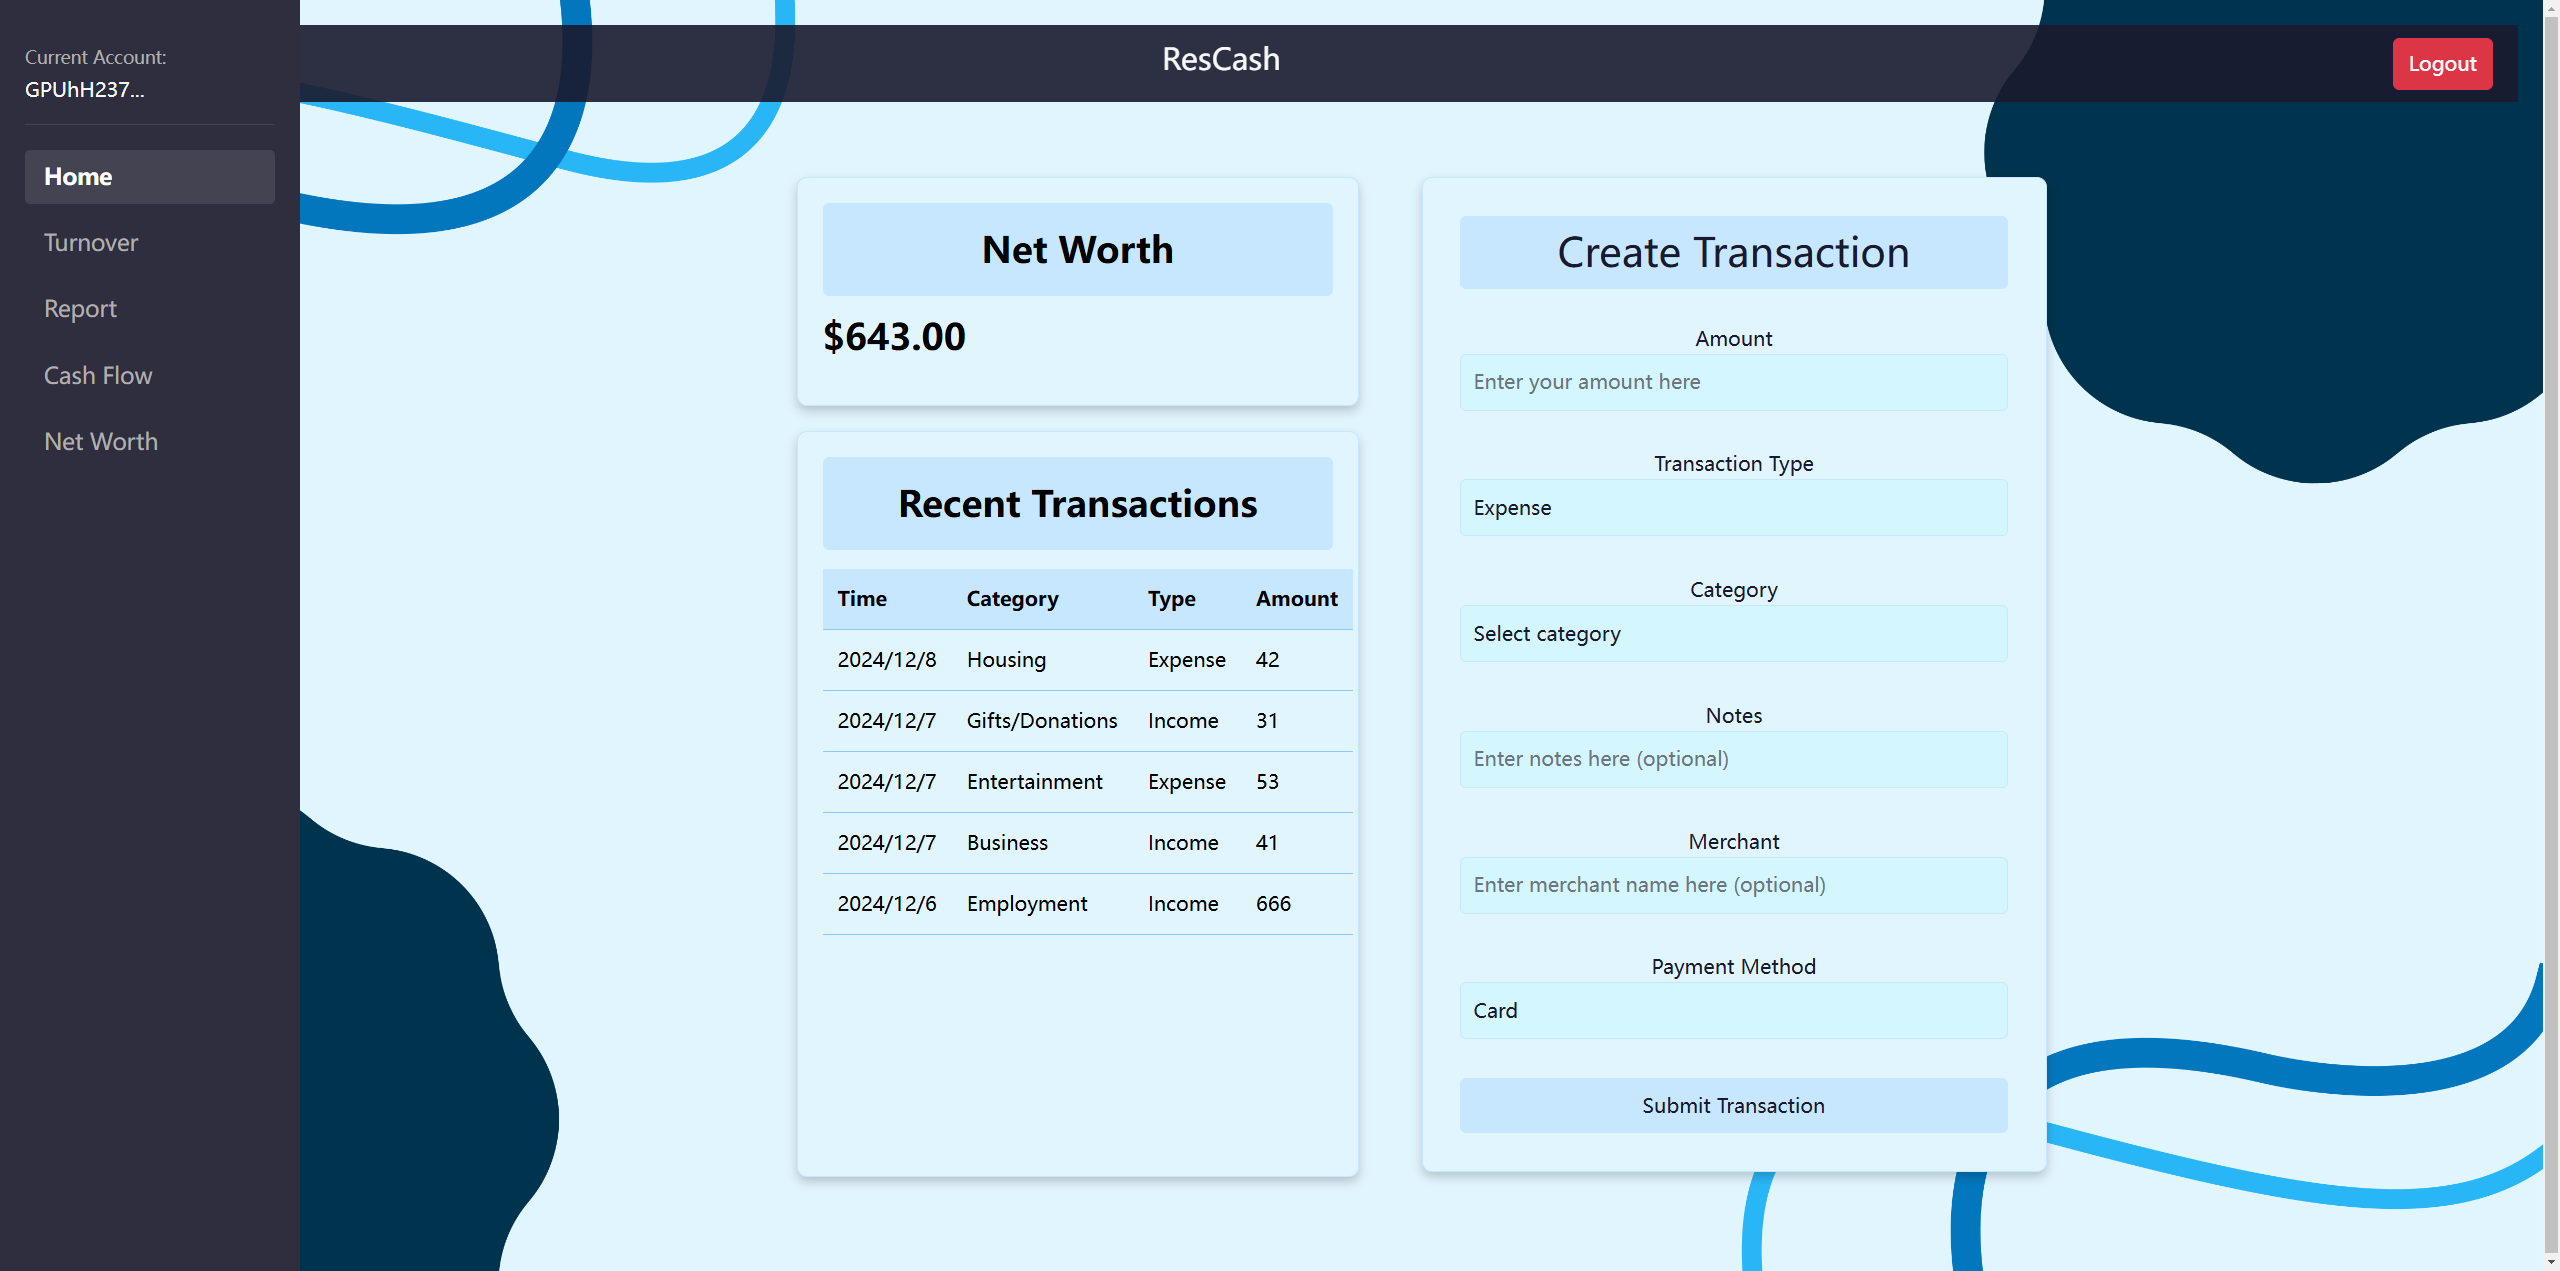 Current Account:
GPUhH237...
Home
Turnover
Report
Cash Flow
Net Worth
ResCash
Logout
Net Worth
$643.00
Recent Transactions
Time Category Type Amount
2024/12/8 Housing Expense 42
2024/12/7 Gifts/Donations Income 31
2024/12/7 Entertainment Expense 53
2024/12/7 Business Income 41
2024/12/6 Employment Income 666
Create Transaction
Amount
Enter your amount here
Transaction Type
Expense
Category
Select category
Notes
Enter notes here (optional)
Merchant
Enter merchant name here (optional)
Payment Method
Card
Submit Transaction